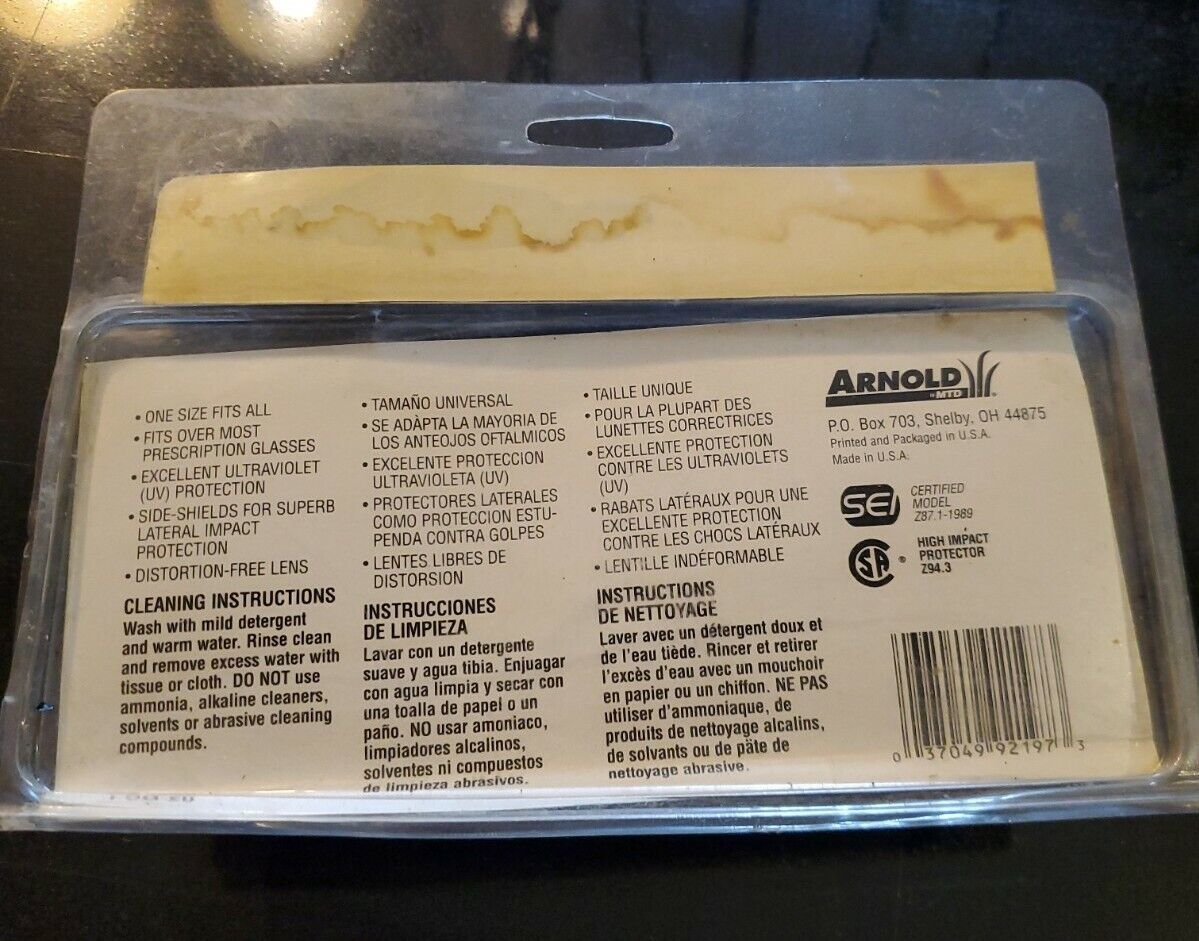 • ONE SIZE FITS ALL
• FITS OVER MOST
PRESCRIPTION GLASSES
• EXCELLENT ULTRAVIOLET
(UV) PROTECTION
• SIDE-SHIELDS FOR SUPERB
LATERAL IMPACT
PROTECTION
• DISTORTION-FREE LENS
CLEANING INSTRUCTIONS
Wash with mild detergent
and warm water. Rinse clean
and remove excess water with
tissue or cloth. DO NOT use
ammonia, alkaline cleaners,
solvents or abrasive cleaning
compounds.
• TAMAÑO UNIVERSAL
• SE ADÀPTA LA MAYORIA DE
LOS ANTEOJOS OFTALMICOS
• EXCELENTE PROTECCION
ULTRAVIOLETA (UV)
• PROTECTORES LATERALES
COMO PROTECCION ESTU-
PENDA CONTRA GOLPES
• LENTES LIBRES DE
DISTORSION
INSTRUCCIONES
DE LIMPIEZA
Lavar con un detergente
suave y agua tibia. Enjuagar
con agua limpia y secar con
una toalla de papel o un
paño. NO usar amoniaco,
limpiadores alcalinos,
solventes ni compuestos
de limpieza abrasivos.
• TAILLE UNIQUE
• POUR LA PLUPART DES
LUNETTES CORRECTRICES
• EXCELLENTE PROTECTION
CONTRE LES ULTRAVIOLETS
(UV)
• RABATS LATÉRAUX POUR UNE
EXCELLENTE PROTECTION
CONTRE LES CHOCS LATÉRAUX
• LENTILLE INDÉFORMABLE
INSTRUCTIONS
DE NETTOYAGE
Laver avec un détergent doux et
de l'eau tiède. Rincer et retirer
l'excès d'eau avec un mouchoir
en papier ou un chiffon. NE PAS
utiliser d'ammoniaque, de
produits de nettoyage alcalins,
de solvants ou de pâte de
nettoyage abrasive.
ARNOLD
by MTD
P.O. Box 703, Shelby, OH 44875
Printed and Packaged in U.S.A.
Made in U.S.A.
SEI
CERTIFIED
MODEL
Z87.1-1989
SA ®
HIGH IMPACT
PROTECTOR
Z94.3
0 37049 92197 3